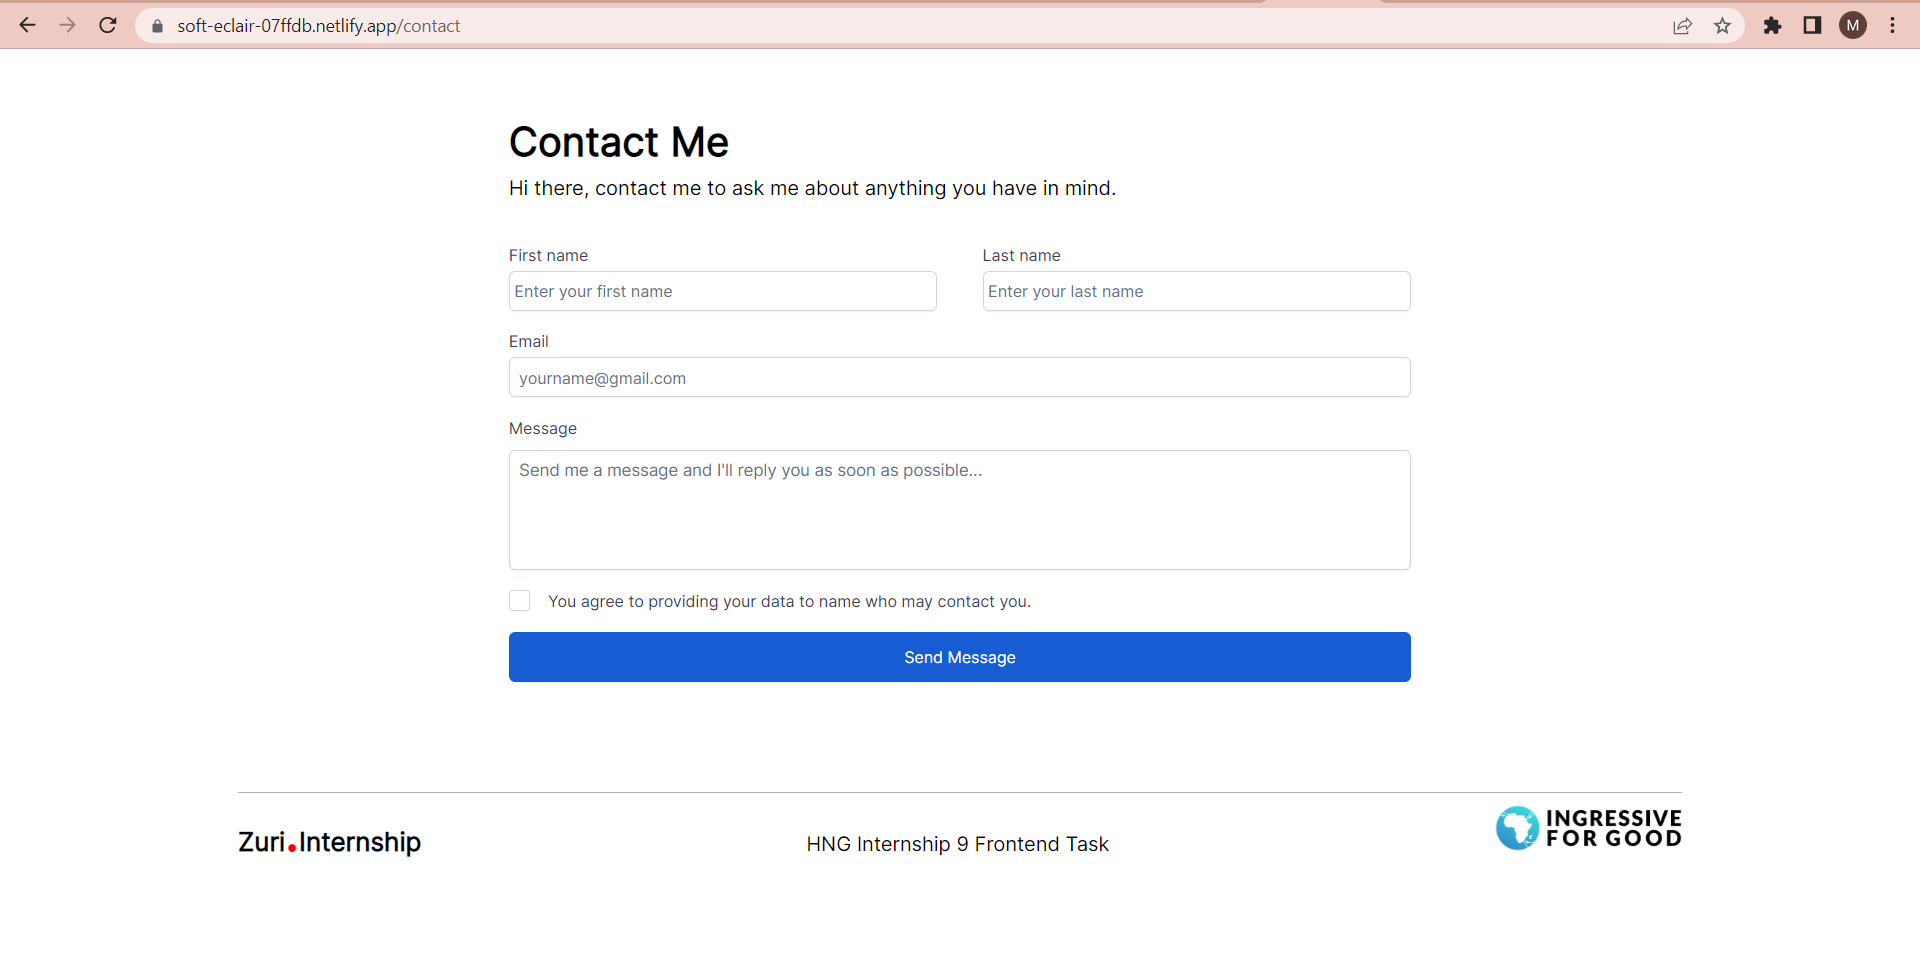 soft-eclair-07ffdb.netlify.app/contact
M
Contact Me
Hi there, contact me to ask me about anything you have in mind.
First name
Last name
Enter your first name
Enter your last name
Email
yourname@gmail.com
Message
Send me a message and I'll reply you as soon as possible...
You agree to providing your data to name who may contact you.
Send Message
Zuri.Internship
HNG Internship 9 Frontend Task
INGRESSIVE
FOR GOOD